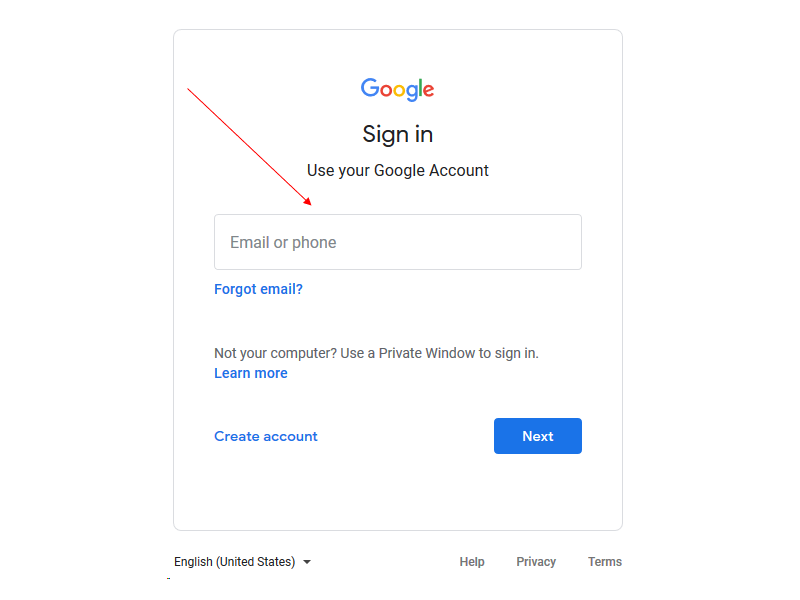 Google
Sign in
Use your Google Account
Email or phone
Forgot email?
Not your computer? Use a Private Window to sign in.
Learn more
Create account
Next
English (United States)
Help
Privacy
Terms